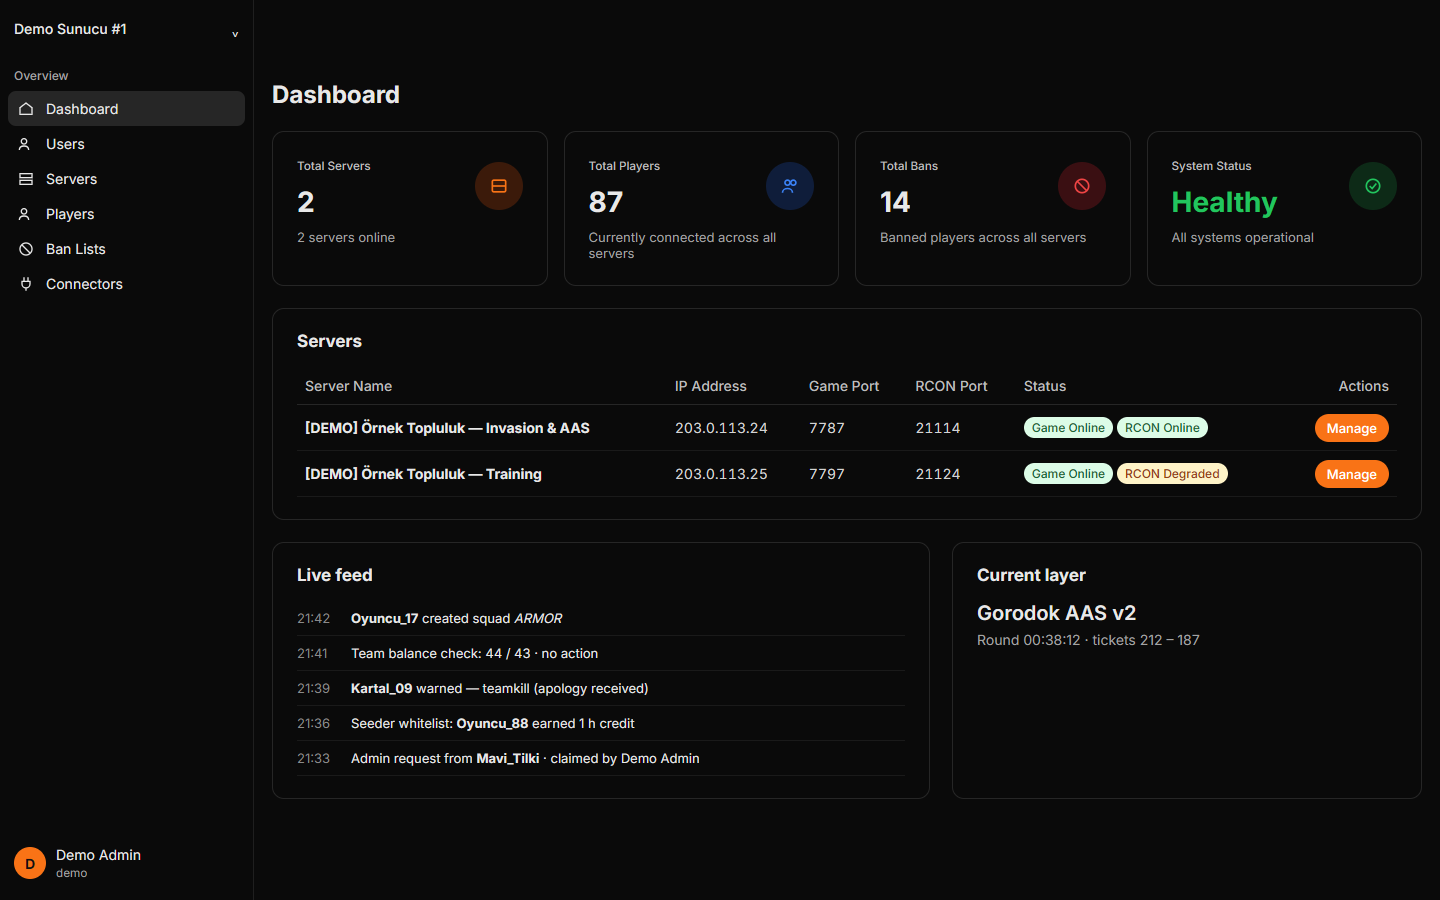 Demo Sunucu #1
Overview
Dashboard
Users
Servers
Players
Ban Lists
Connectors
Demo Admin
demo
D
Dashboard
Total Servers
2
2 servers online
Total Players
87
Currently connected across all
servers
Total Bans
14
Banned players across all servers
System Status
Healthy
All systems operational
Servers
Server Name IP Address Game Port RCON Port Status Actions
[DEMO] Örnek Topluluk — Invasion & AAS 203.0.113.24 7787 21114 Game Online RCON Online Manage
[DEMO] Örnek Topluluk — Training 203.0.113.25 7797 21124 Game Online RCON Degraded Manage
Live feed
21:42 Oyuncu_17 created squad ARMOR
21:41 Team balance check: 44 / 43 · no action
21:39 Kartal_09 warned — teamkill (apology received)
21:36 Seeder whitelist: Oyuncu_88 earned 1 h credit
21:33 Admin request from Mavi_Tilki · claimed by Demo Admin
Current layer
Gorodok AAS v2
Round 00:38:12 · tickets 212 – 187